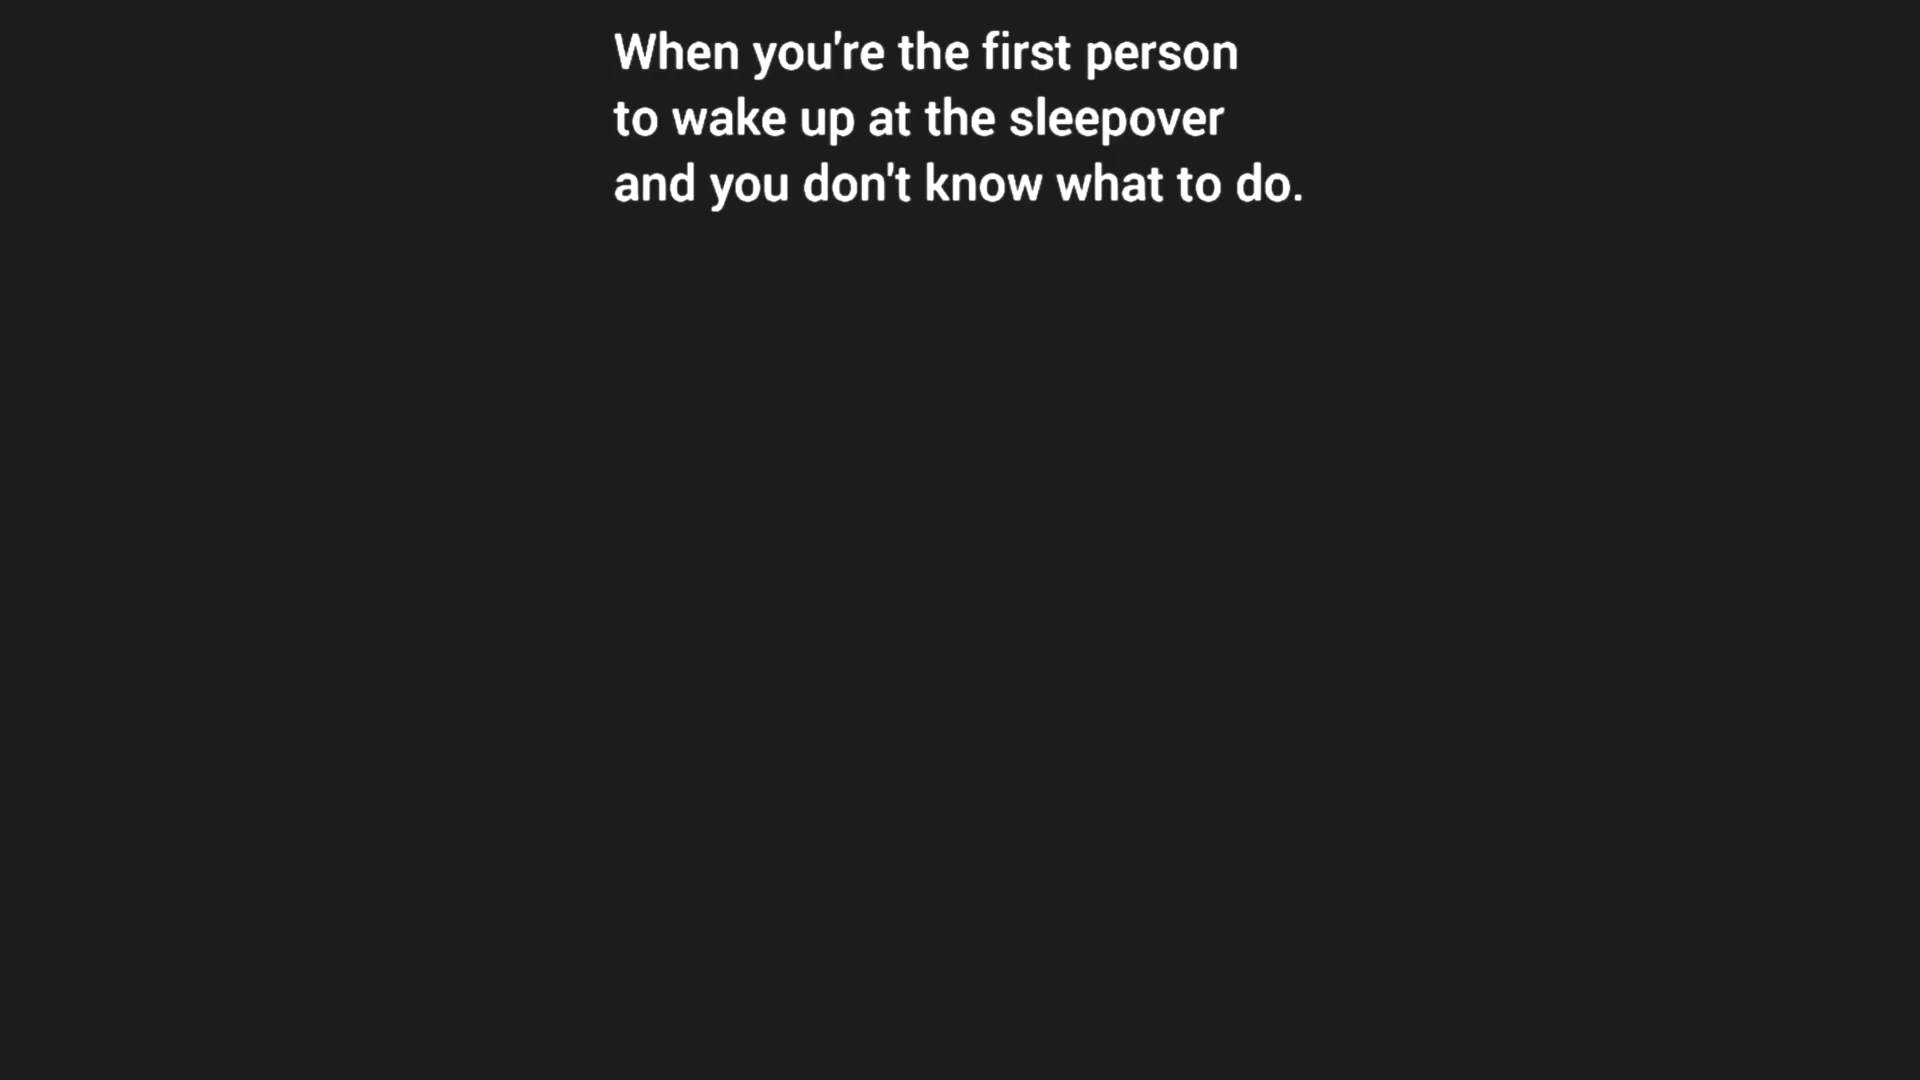 When you're the first person
to wake up at the sleepover
and you don't know what to do.